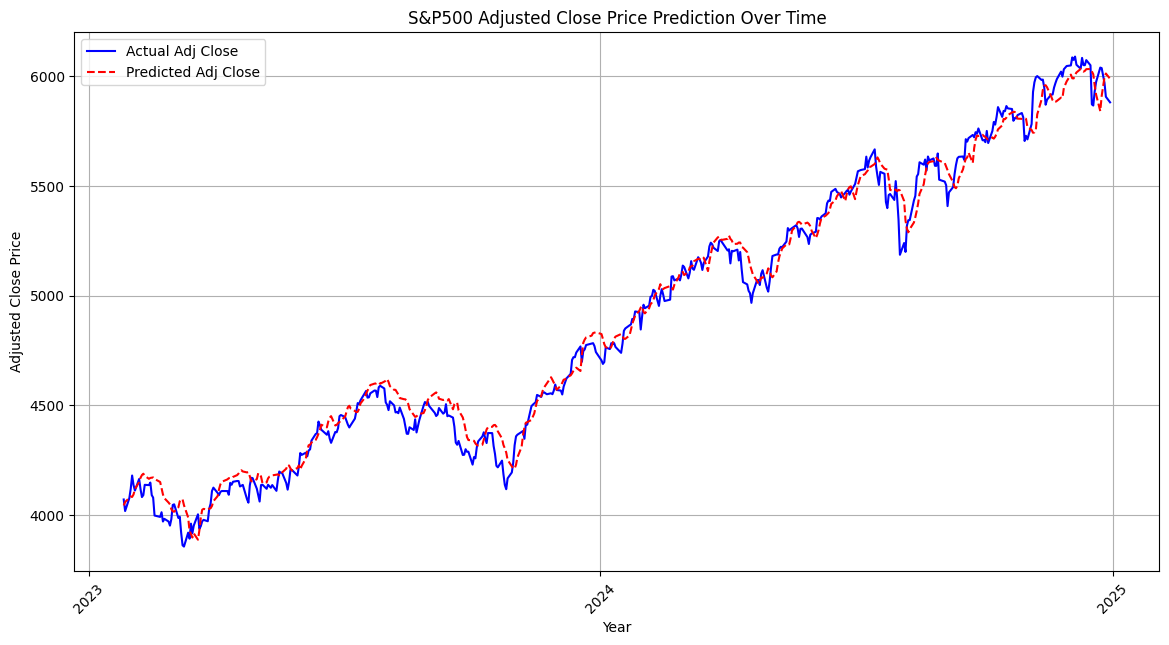 S&P500 Adjusted Close Price Prediction Over Time
Actual Adj Close
Predicted Adj Close
Adjusted Close Price
6000
5500
5000
4500
4000
2023
2024
2025
Year